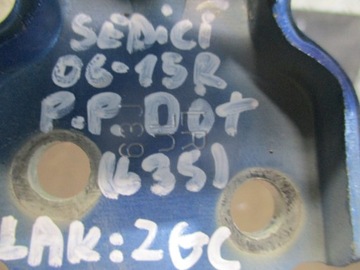 SEDiCi
06-15R
P.P Dot
(635)
LAK: ZGC